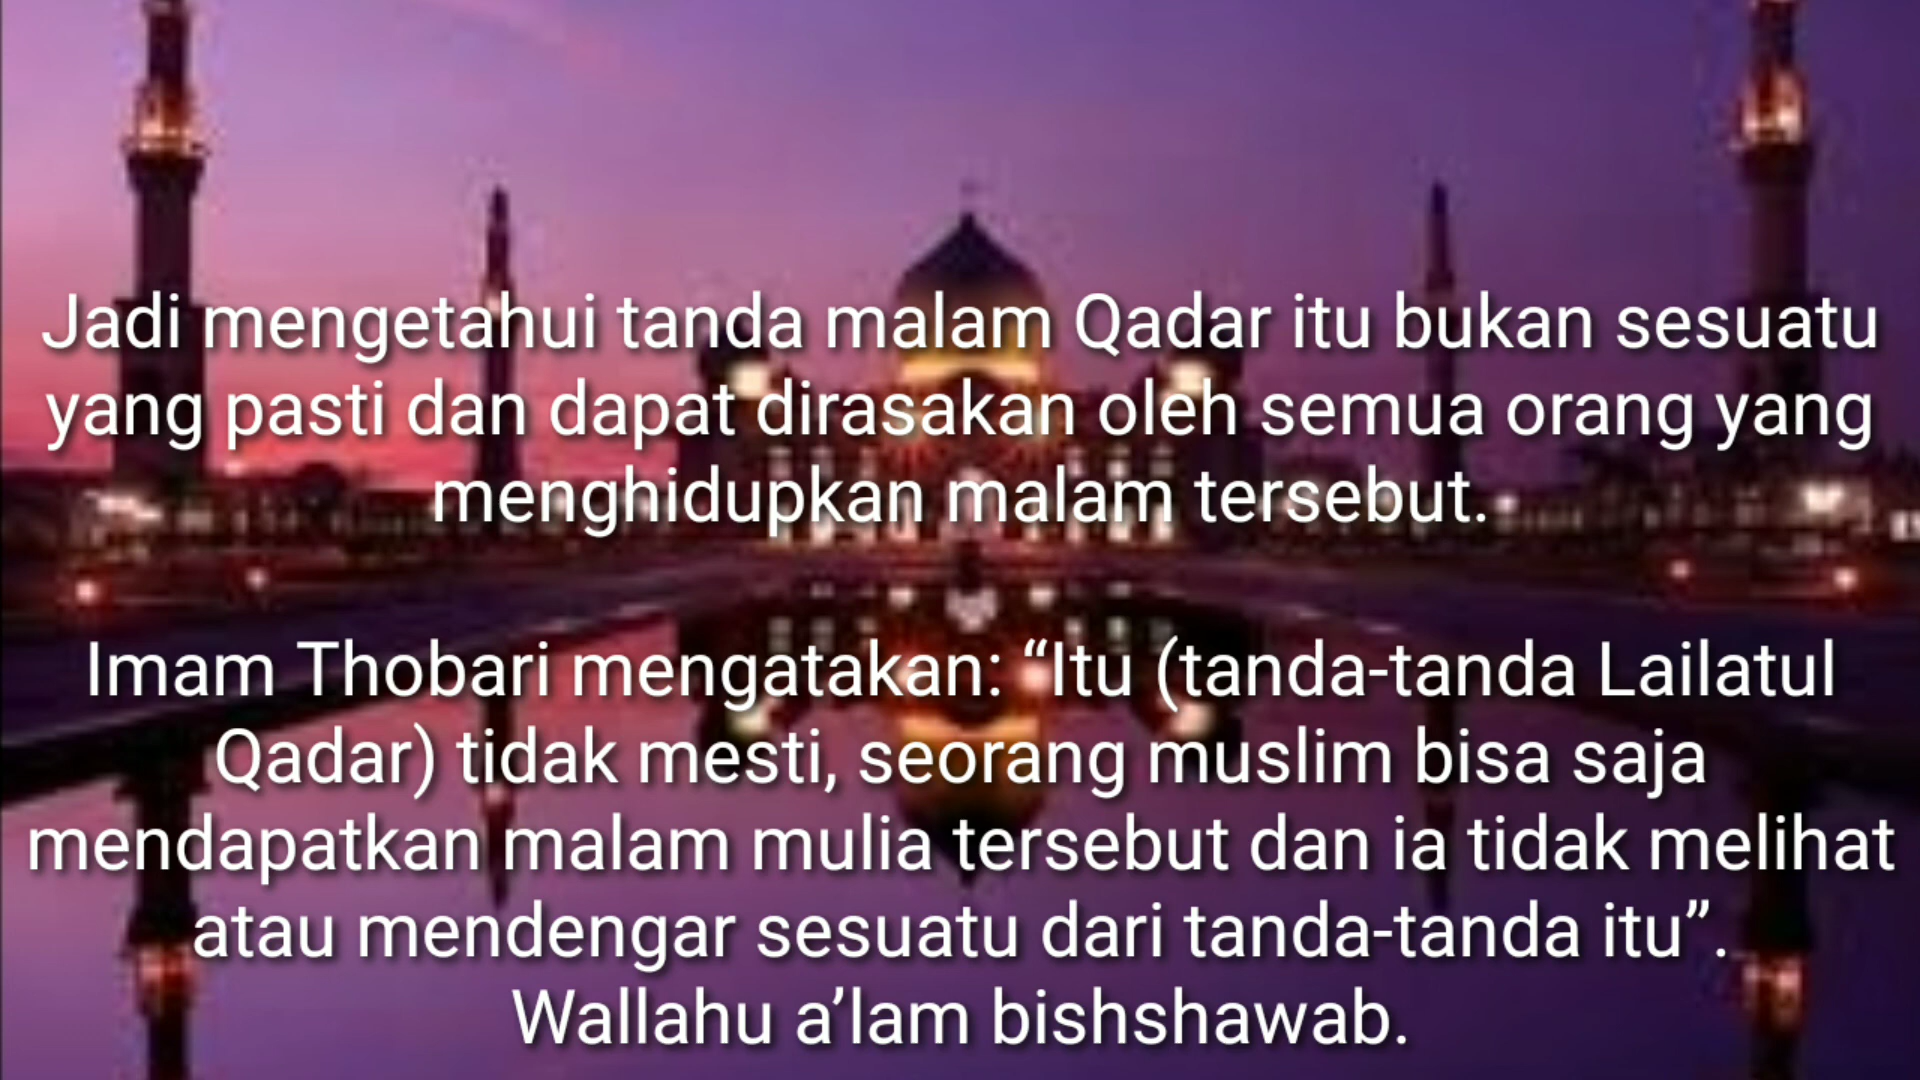 Jadi mengetahui tanda malam Qadar itu bukan sesuatu
yang pasti dan dapat dirasakan oleh semua orang yang
menghidupkan malam tersebut.
Imam Thobari mengatakan: “Itu (tanda-tanda Lailatul
Qadar) tidak mesti, seorang muslim bisa saja
mendapatkan malam mulia tersebut dan ia tidak melihat
atau mendengar sesuatu dari tanda-tanda itu”.
Wallahu a’lam bishshawab.